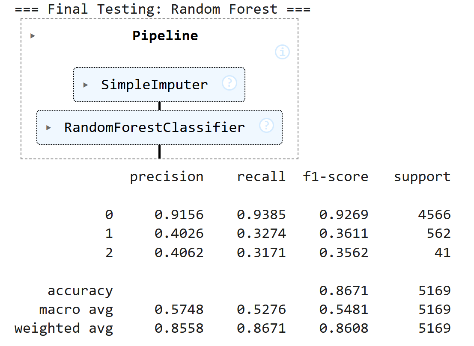 === Final Testing: Random Forest ===
Pipeline
i
SimpleImputer ?
RandomForestClassifier ?
precision recall f1-score support
0 0.9156 0.9385 0.9269 4566
1 0.4026 0.3274 0.3611 562
2 0.4062 0.3171 0.3562 41
accuracy 0.8671 5169
macro avg 0.5748 0.5276 0.5481 5169
weighted avg 0.8558 0.8671 0.8608 5169